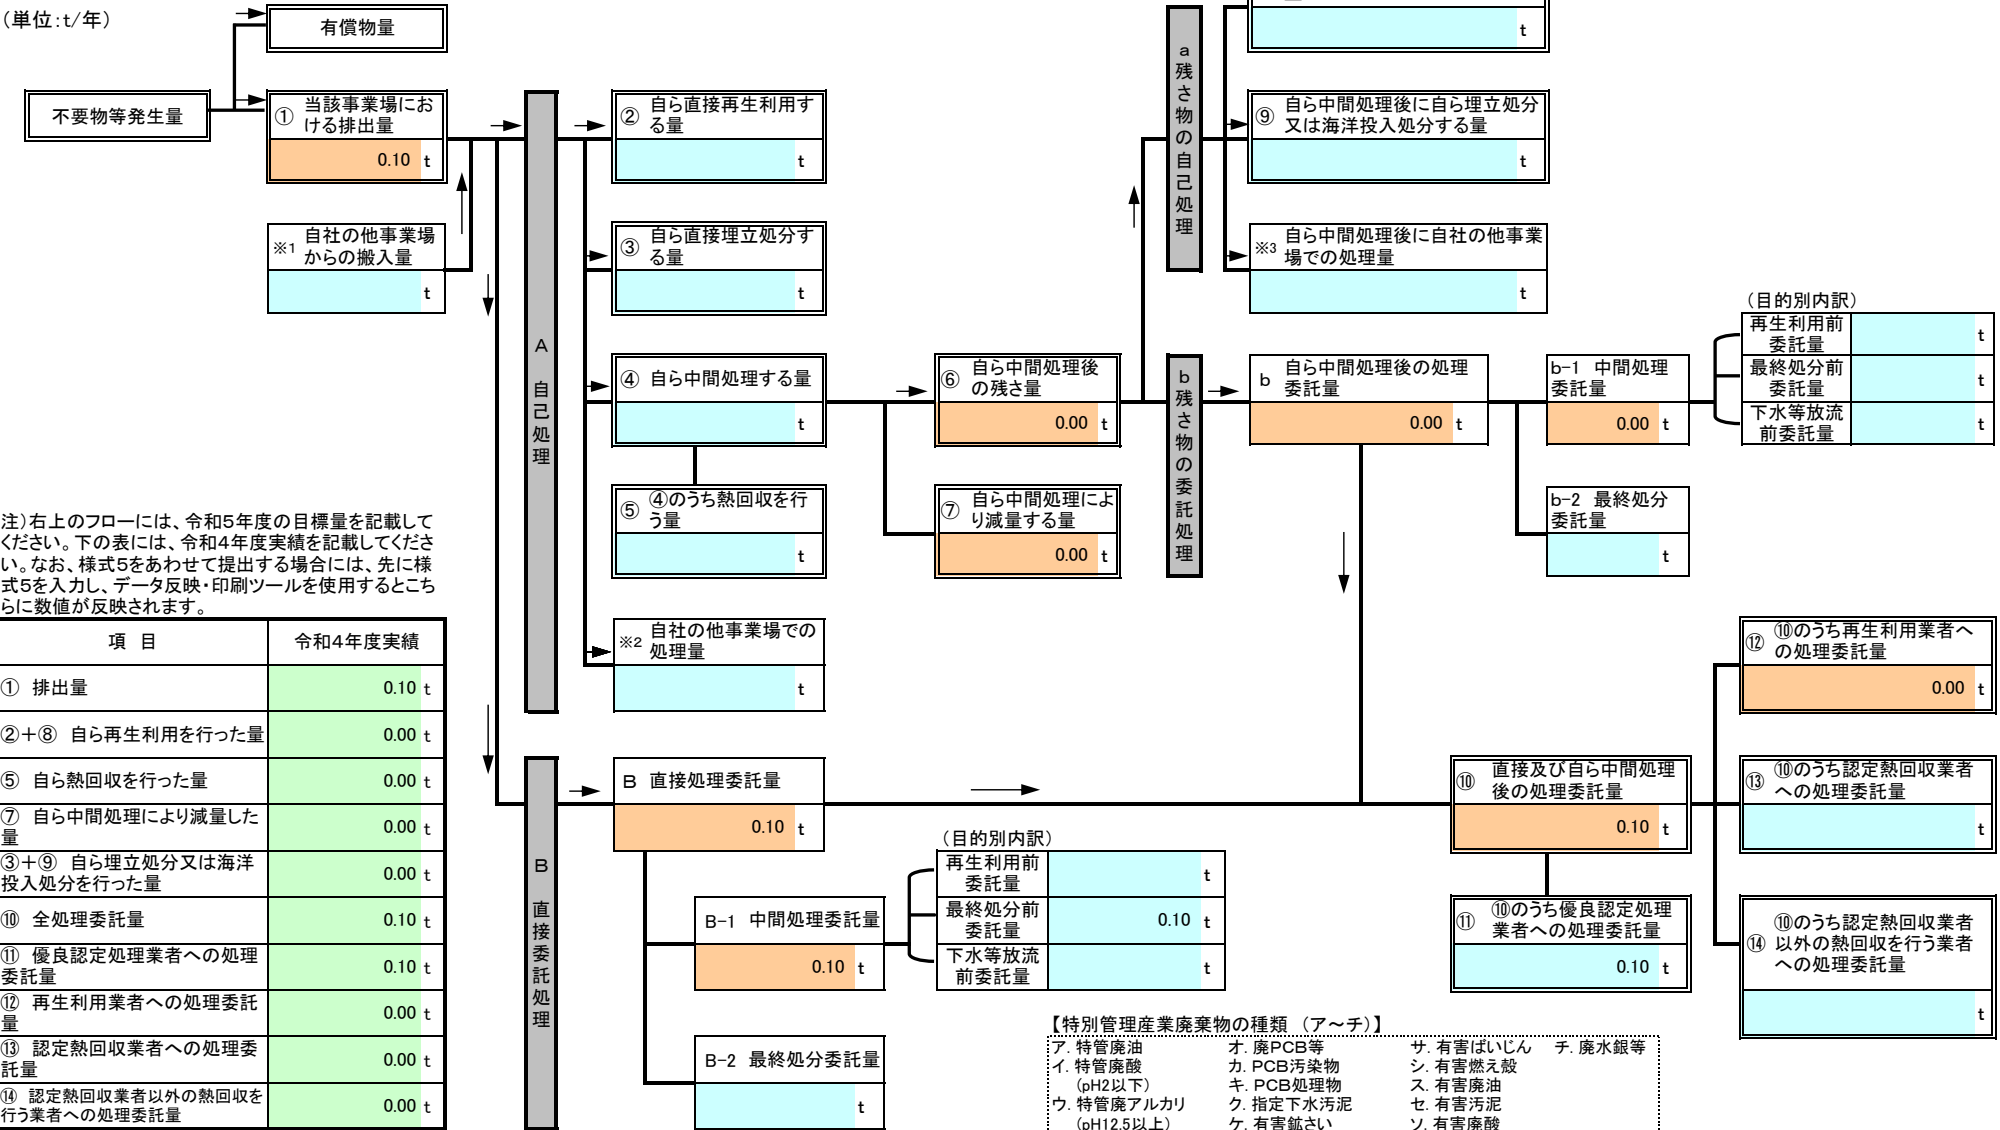 (単位:t/年)
有償物量
不要物等発生量
① 当該事業場にお
ける排出量
0.10 t
※1 自社の他事業場
からの搬入量
t
A 自己処理
② 自ら直接再生利用す
る量
t
③ 自ら直接埋立処分す
る量
t
④ 自ら中間処理する量
t
⑤ ④のうち熱回収を行
う量
t
※2 自社の他事業場での
処理量
t
⑥ 自ら中間処理後
の残さ量
0.00 t
⑦ 自ら中間処理によ
り減量する量
0.00 t
a 残さ物の自己処理
t
⑨ 自ら中間処理後に自ら埋立処分
又は海洋投入処分する量
t
※3 自ら中間処理後に自社の他事業
場での処理量
t
b 残さ物の委託処理
b 自ら中間処理後の処理
委託量
0.00 t
b-1 中間処理
委託量
0.00 t
b-2 最終処分
委託量
t
(目的別内訳)
再生利用前
委託量
t
最終処分前
委託量
t
下水等放流
前委託量
t
注)右上のフローには、令和5年度の目標量を記載して
ください。下の表には、令和4年度実績を記載してくださ
い。なお、様式5をあわせて提出する場合には、先に様
式5を入力し、データ反映・印刷ツールを使用するとこち
らに数値が反映されます。
項 目 令和4年度実績
① 排出量 0.10 t
②+⑧ 自ら再生利用を行った量 0.00 t
⑤ 自ら熱回収を行った量 0.00 t
⑦ 自ら中間処理により減量した
量 0.00 t
③+⑨ 自ら埋立処分又は海洋
投入処分を行った量 0.00 t
⑩ 全処理委託量 0.10 t
⑪ 優良認定処理業者への処理
委託量 0.10 t
⑫ 再生利用業者への処理委託
量 0.00 t
⑬ 認定熱回収業者への処理委
託量 0.00 t
⑭ 認定熱回収業者以外の熱回収を
行う業者への処理委託量 0.00 t
B 直接委託処理
B 直接処理委託量
0.10 t
B-1 中間処理委託量
0.10 t
B-2 最終処分委託量
t
(目的別内訳)
再生利用前
委託量
t
最終処分前
委託量
0.10 t
下水等放流
前委託量
t
⑩ 直接及び自ら中間処理
後の処理委託量
0.10 t
⑪ ⑩のうち優良認定処理
業者への処理委託量
0.10 t
⑫ ⑩のうち再生利用業者へ
の処理委託量
0.00 t
⑬ ⑩のうち認定熱回収業者
への処理委託量
t
⑭ ⑩のうち認定熱回収業者
以外の熱回収を行う業者
への処理委託量
t
【特別管理産業廃棄物の種類 (ア~チ)】
ア. 特管廃油 オ. 廃PCB等 サ. 有害ばいじん チ. 廃水銀等
イ. 特管廃酸 カ. PCB汚染物 シ. 有害燃え殻
(pH2以下) キ. PCB処理物 ス. 有害廃油
ウ. 特管廃アルカリ ク. 指定下水汚泥 セ. 有害汚泥
(pH12.5以上) ケ. 有害鉱さい ソ. 有害廃酸